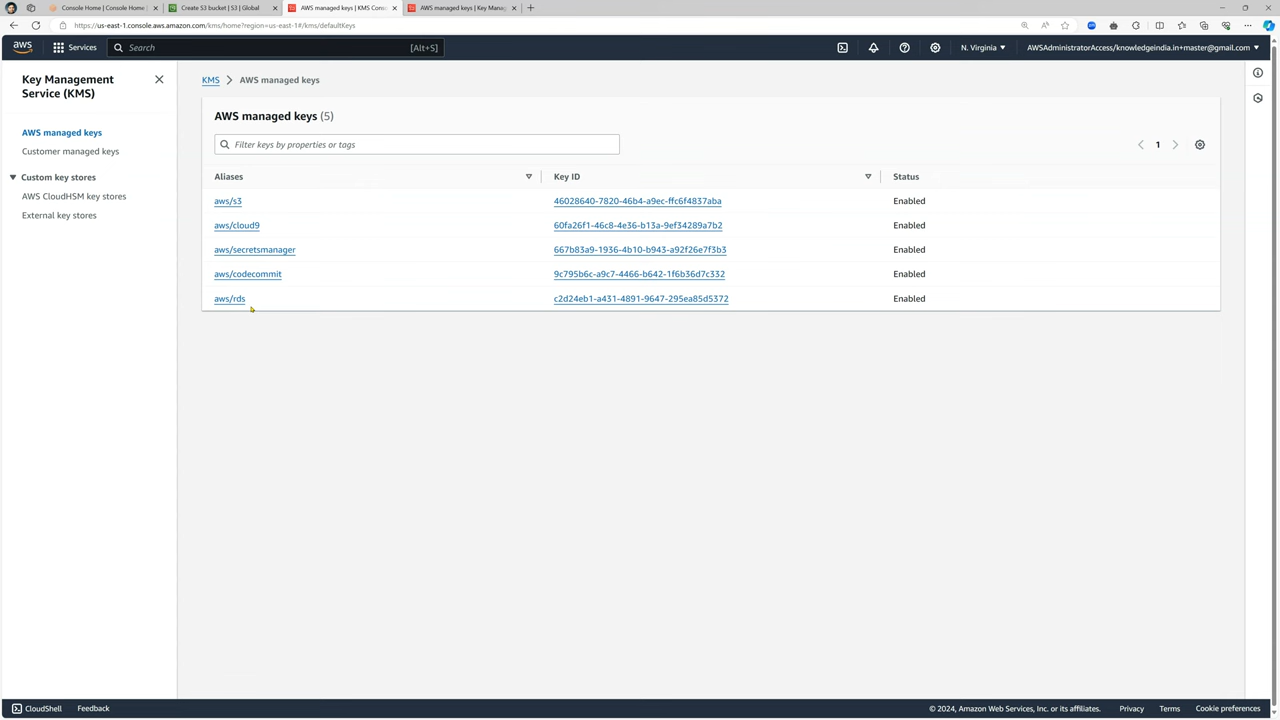 Console Home | Console Home |
Create S3 bucket | S3 | Global
AWS managed keys | KMS Cons
AWS managed keys | Key Manag
https://us-east-1.console.aws.amazon.com/kms/home?region=us-east-1#/kms/defaultKeys
aws
Services
Search
[Alt+S]
N. Virginia
AWSAdministratorAccess/knowledgeindia.in+master@gmail.com
Key Management
Service (KMS)
AWS managed keys
Customer managed keys
Custom key stores
AWS CloudHSM key stores
External key stores
KMS
AWS managed keys
AWS managed keys (5)
Filter keys by properties or tags
1
Aliases Key ID Status
aws/s3 46028640-7820-46b4-a9ec-ffc6f4837aba Enabled
aws/cloud9 60fa26f1-46c8-4e36-b13a-9ef34289a7b2 Enabled
aws/secretsmanager 667b83a9-1936-4b10-b943-a92f26e7f3b3 Enabled
aws/codecommit 9c795b6c-a9c7-4466-b642-1f6b36d7c332 Enabled
aws/rds c2d24eb1-a431-4891-9647-295ea85d5372 Enabled
CloudShell
Feedback
© 2024, Amazon Web Services, Inc. or its affiliates.
Privacy
Terms
Cookie preferences